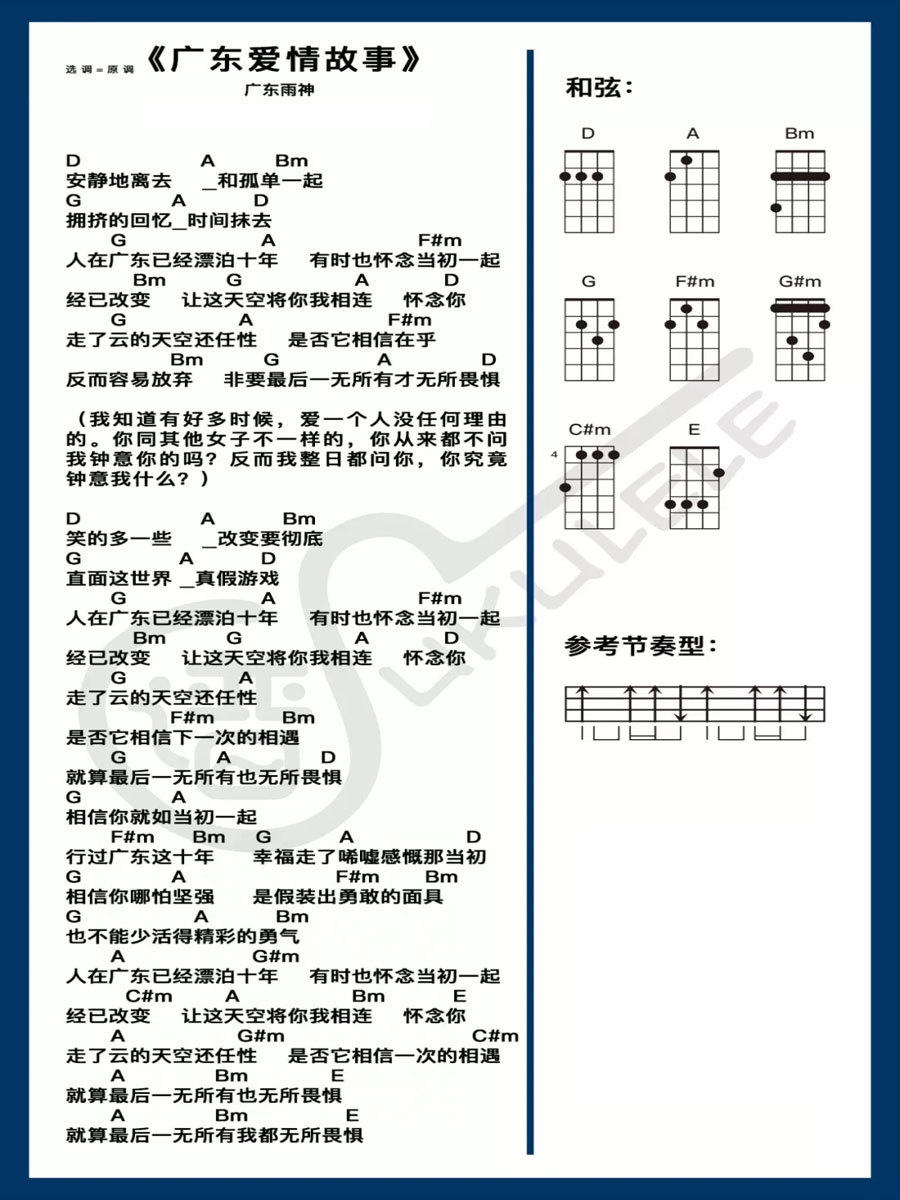 选调=原调《广东爱情故事》
广东雨神
D A Bm
安静地离去 _和孤单一起
G A D
拥挤的回忆_时间抹去
G A F#m
人在广东已经漂泊十年 有时也怀念当初一起
Bm G A D
经已改变 让这天空将你我相连 怀念你
G A F#m
走了云的天空还任性 是否它相信在乎
Bm G A D
反而容易放弃 非要最后一无所有才无所畏惧
（我知道有好多时候，爱一个人没任何理由
的。你同其他女子不一样的，你从来都不问
我钟意你的吗？反而我整日都问你，你究竟
钟意我什么？）
D A Bm
笑的多一些 _改变要彻底
G A D
直面这世界 _真假游戏
G A F#m
人在广东已经漂泊十年 有时也怀念当初一起
Bm G A D
经已改变 让这天空将你我相连 怀念你
G A
走了云的天空还任性
F#m Bm
是否它相信下一次的相遇
G A D
就算最后一无所有也无所畏惧
G A
相信你就如当初一起
F#m Bm G A D
行过广东这十年 幸福走了唏嘘感慨那当初
G A F#m Bm
相信你哪怕坚强 是假装出勇敢的面具
G A Bm
也不能少活得精彩的勇气
A G#m
人在广东已经漂泊十年 有时也怀念当初一起
C#m A Bm E
经已改变 让这天空将你我相连 怀念你
A G#m C#m
走了云的天空还任性 是否它相信一次的相遇
A Bm E
就算最后一无所有也无所畏惧
A Bm E
就算最后一无所有我都无所畏惧
和弦：
D A Bm
G F#m G#m
C#m E
4
参考节奏型：
UKULELE